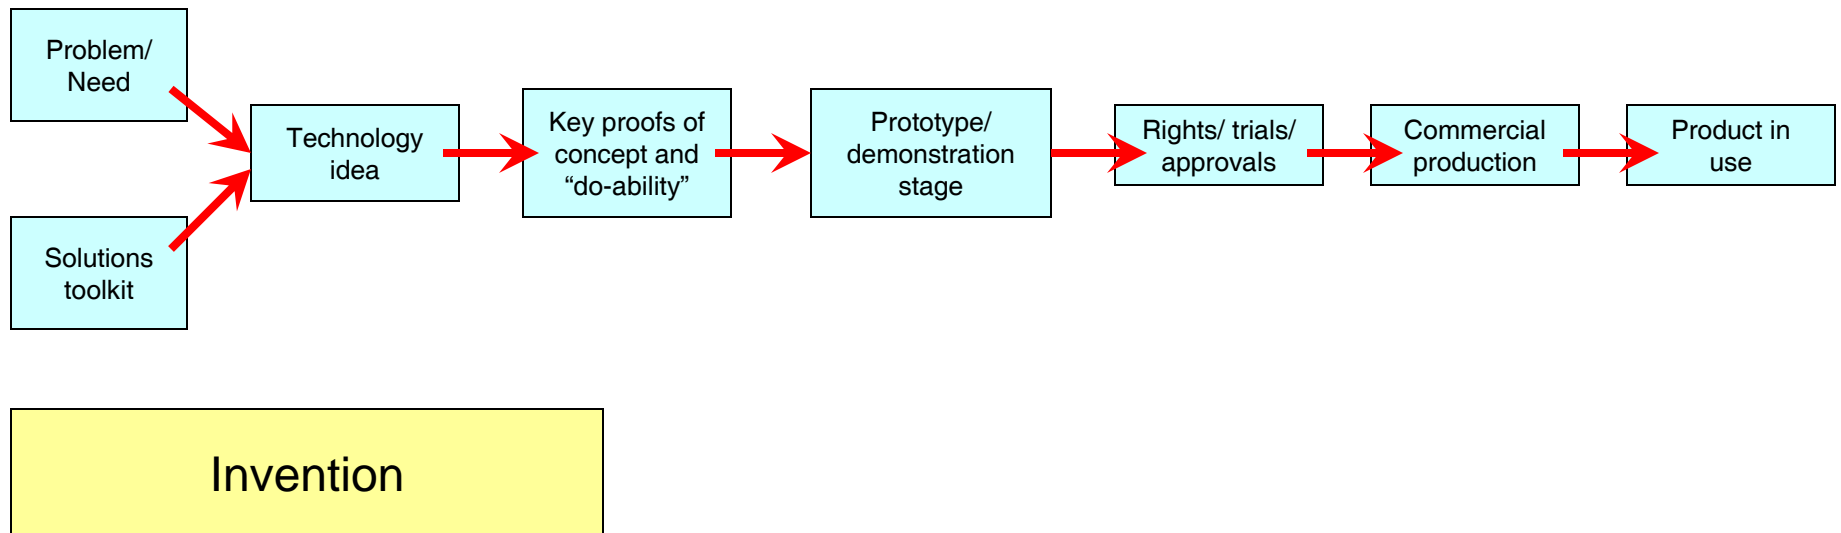 Problem/
Need
Solutions
toolkit
Technology
idea
Key proofs of
concept and
“do-ability”
Prototype/
demonstration
stage
Rights/ trials/
approvals
Commercial
production
Product in
use
Invention